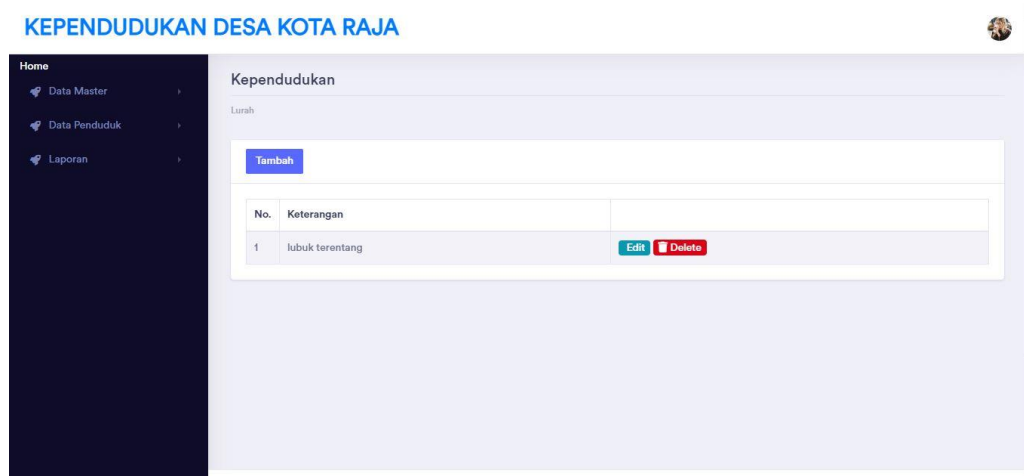 KEPENDUDUKAN DESA KOTA RAJA
Home
Data Master
Data Penduduk
Laporan
Kependudukan
Lurah
Tambah
No. Keterangan
1 lubuk terentang Edit Delete